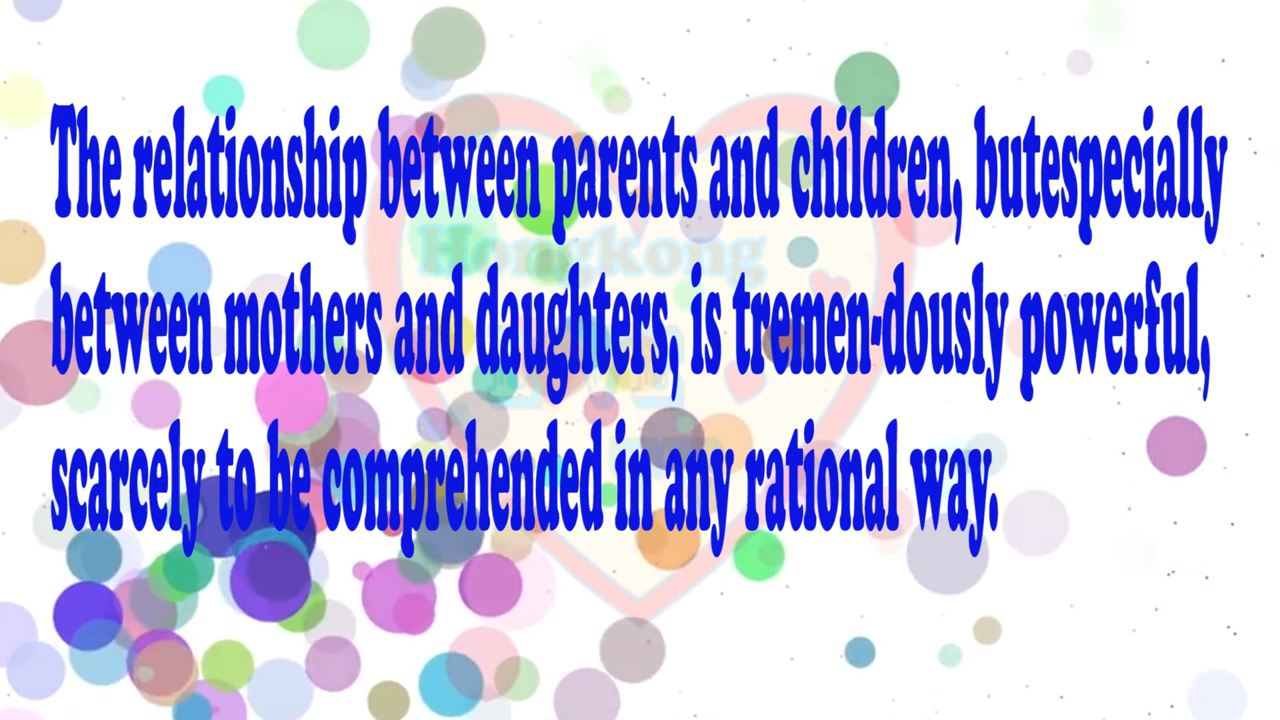 The relationship between parents and children, butespecially
between mothers and daughters, is tremen-dously powerful,
scarcely to be comprehended in any rational way.
HongKong